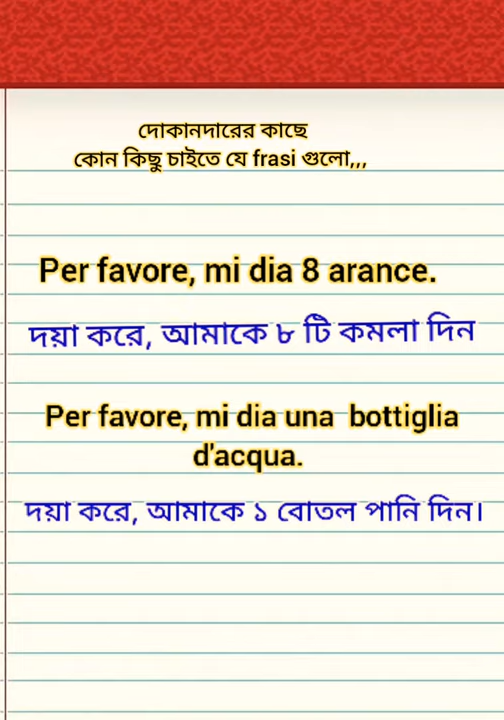 দোকানদারের কাছে
কোন কিছু চাইতে যে frasi গুলো,,,
Per favore, mi dia 8 arance.
দয়া করে, আমাকে ৮ টি কমলা দিন
Per favore, mi dia una bottiglia
d'acqua.
দয়া করে, আমাকে ১ বোতল পানি দিন।